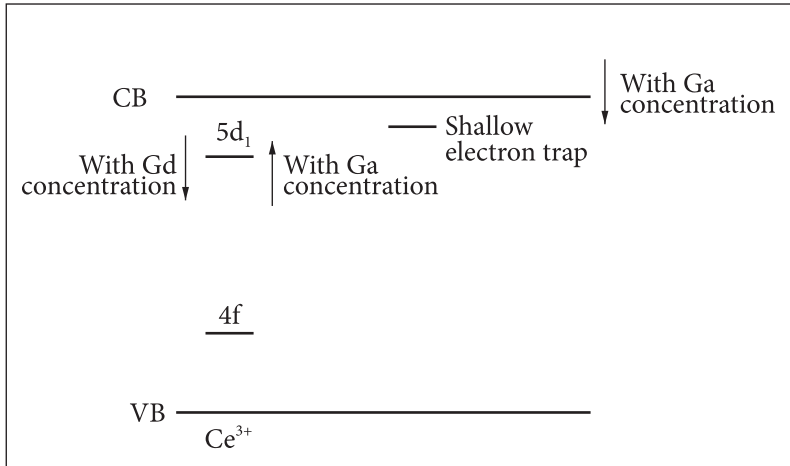 CB
With Ga
concentration
5d₁
Shallow
electron trap
With Gd
concentration
With Ga
concentration
4f
VB
Ce³⁺